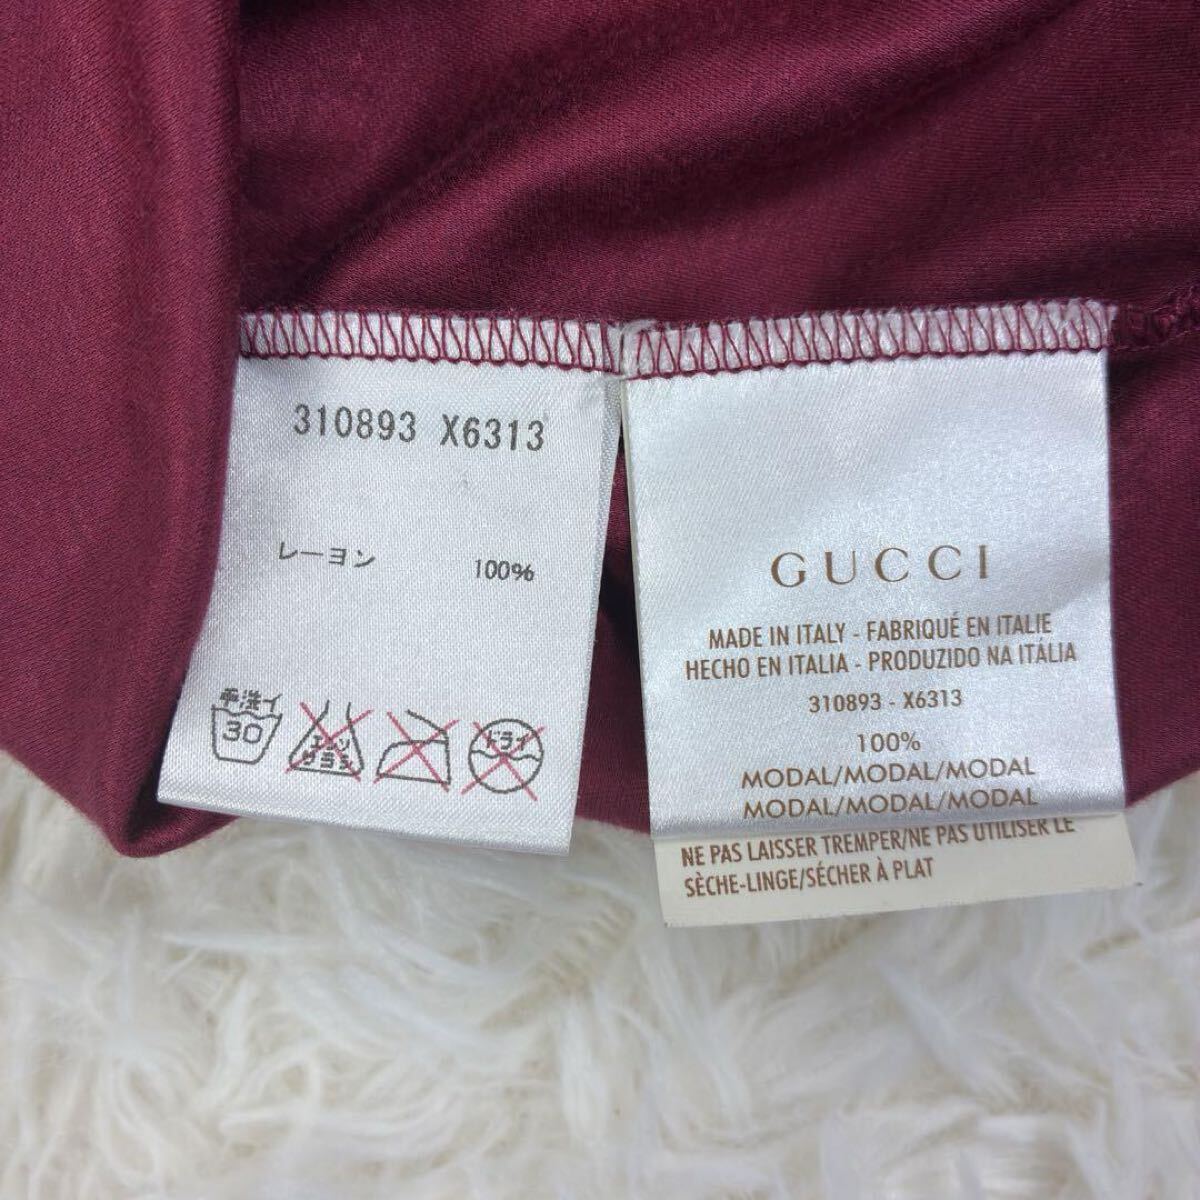 310893 X6313
レーヨン 100%
手洗イ
30
エンソ
サラシ
ドライ
GUCCI
MADE IN ITALY - FABRIQUÉ EN ITALIE
HECHO EN ITALIA - PRODUZIDO NA ITÁLIA
310893 - X6313
100%
MODAL/MODAL/MODAL
MODAL/MODAL/MODAL
NE PAS LAISSER TREMPER/NE PAS UTILISER LE
SÈCHE-LINGE/SÉCHER À PLAT